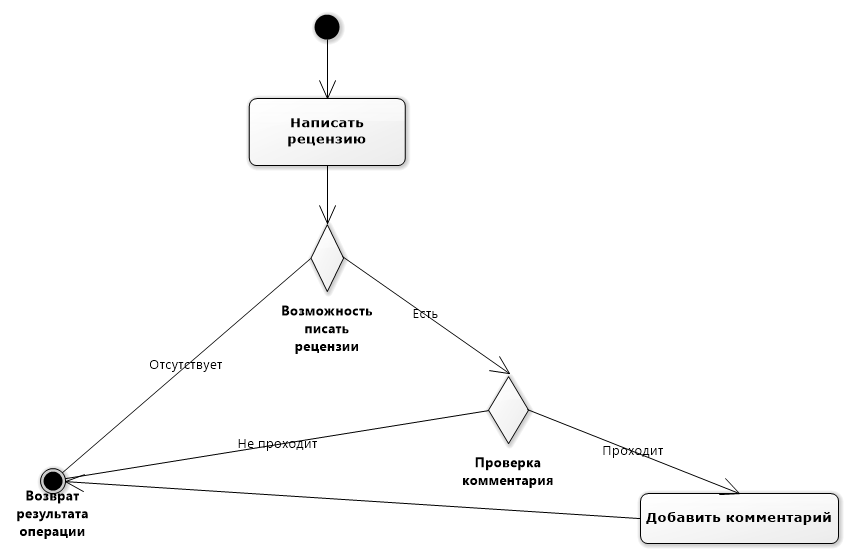 Написать
рецензию
Возможность
писать
рецензии
Есть
Отсутствует
Не проходит
Проходит
Проверка
комментария
Возврат
результата
операции
Добавить комментарий